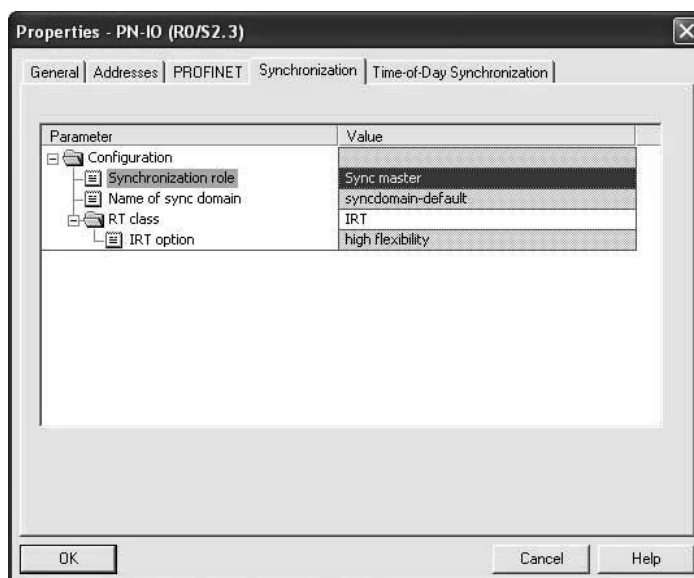 Properties - PN-IO (R0/S2.3)
General Addresses PROFINET Synchronization Time-of-Day Synchronization
Parameter Value
Configuration
Synchronization role Sync master
Name of sync domain syncdomain-default
RT class IRT
IRT option high flexibility
OK Cancel Help